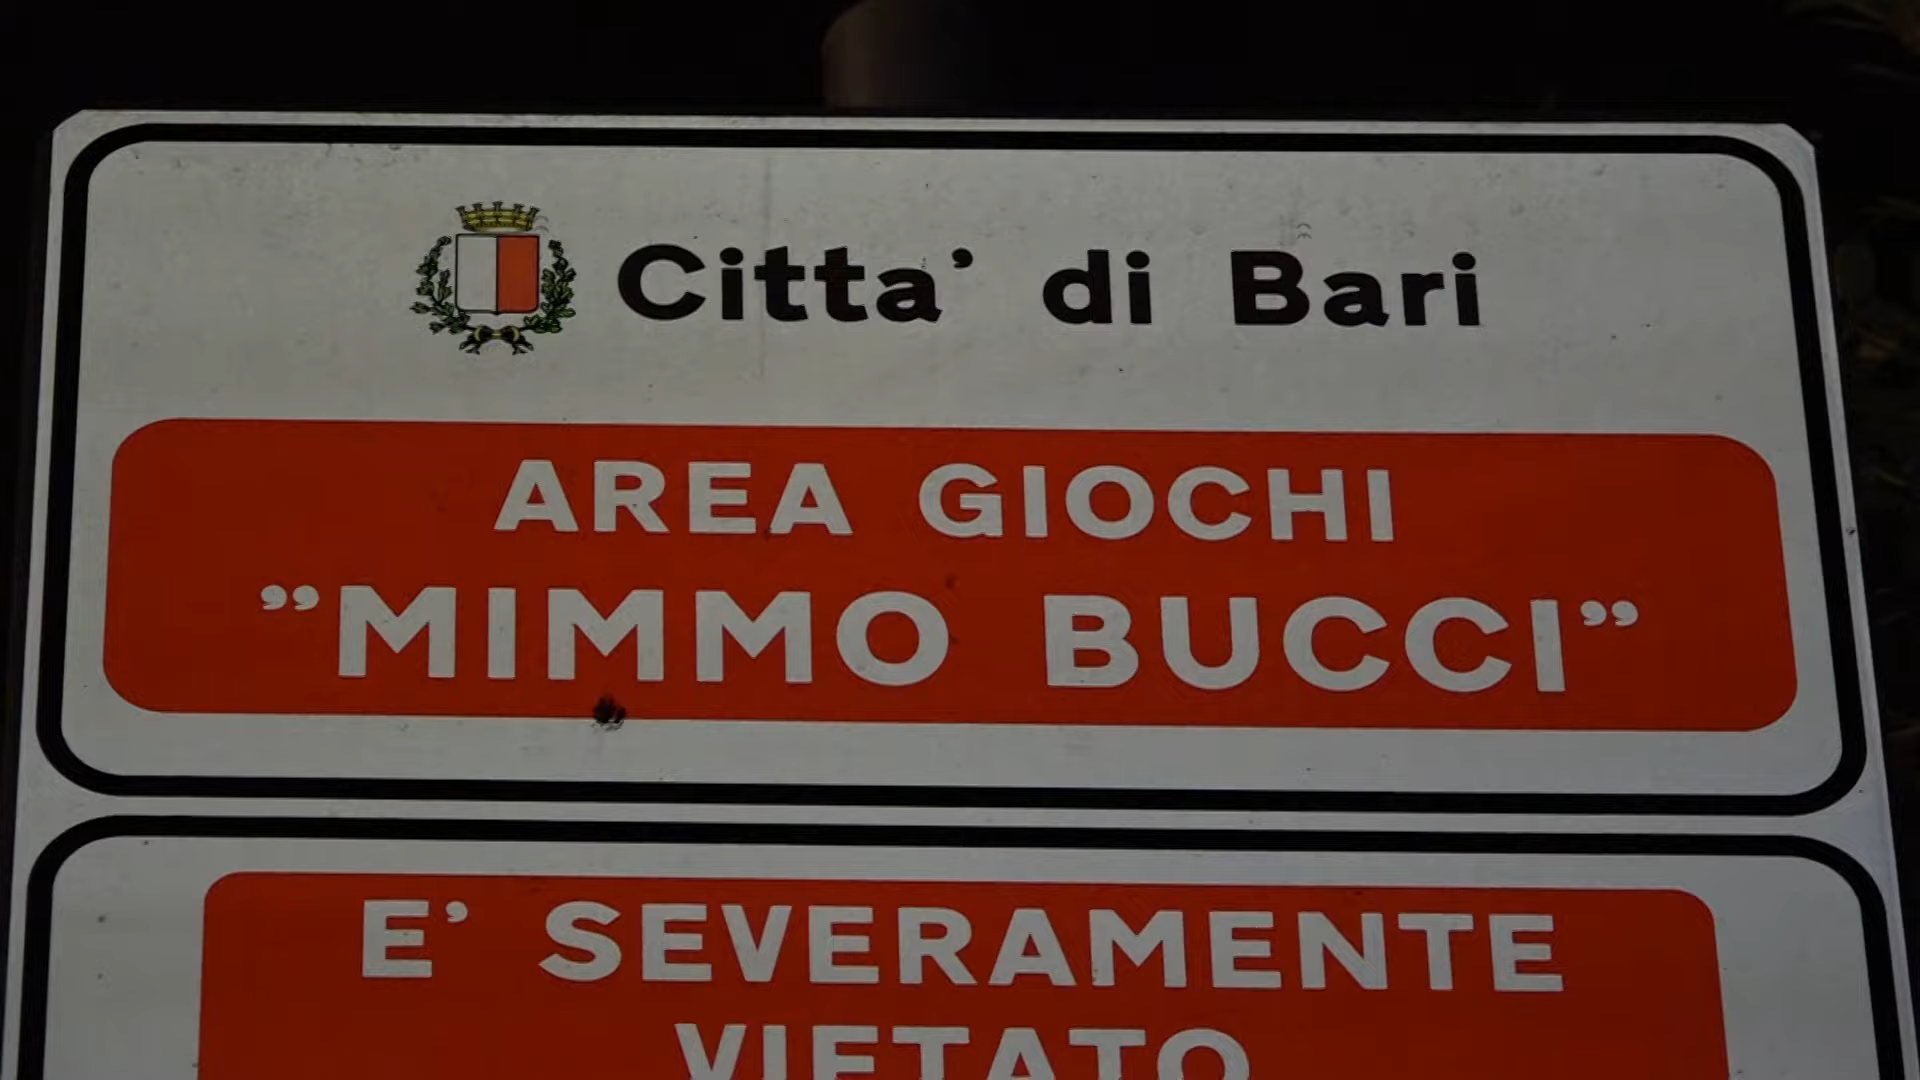 Citta’ di Bari
AREA GIOCHI
”MIMMO BUCCI”
E’ SEVERAMENTE
VIETATO